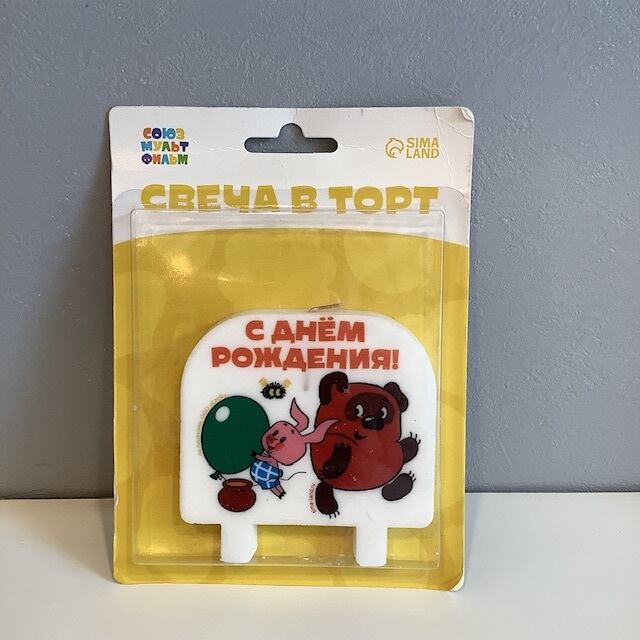 СОЮЗ
МУЛЬТ
ФИЛЬМ
SIMA
LAND
СВЕЧА В ТОРТ
С ДНЁМ
РОЖДЕНИЯ!